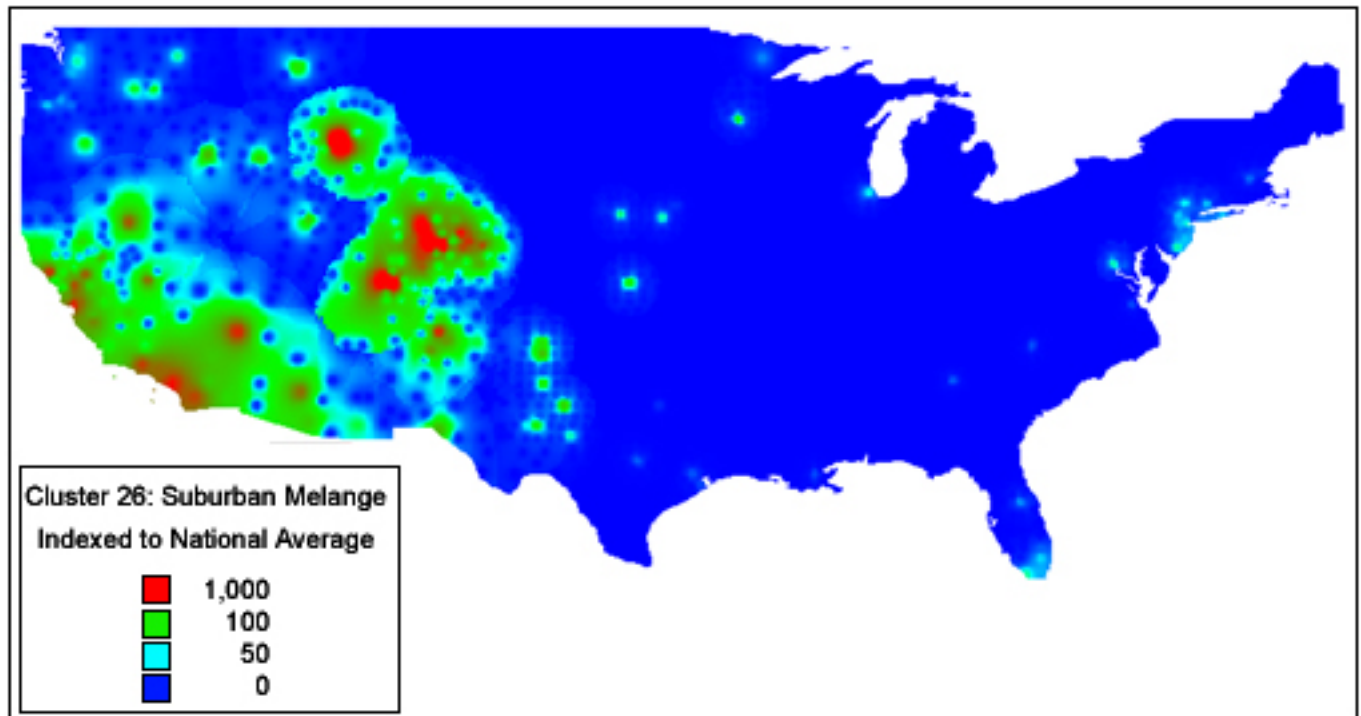 Cluster 26: Suburban Melange
Indexed to National Average
1,000
100
50
0